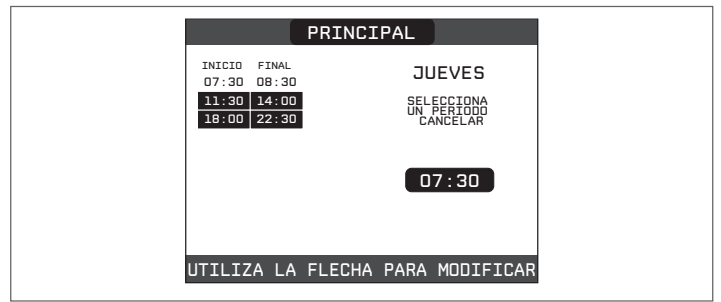 PRINCIPAL
INICIO FINAL
07:30 08:30
11:30 14:00
18:00 22:30
JUEVES
SELECCIONA
UN PERIODO
CANCELAR
07:30
UTILIZA LA FLECHA PARA MODIFICAR